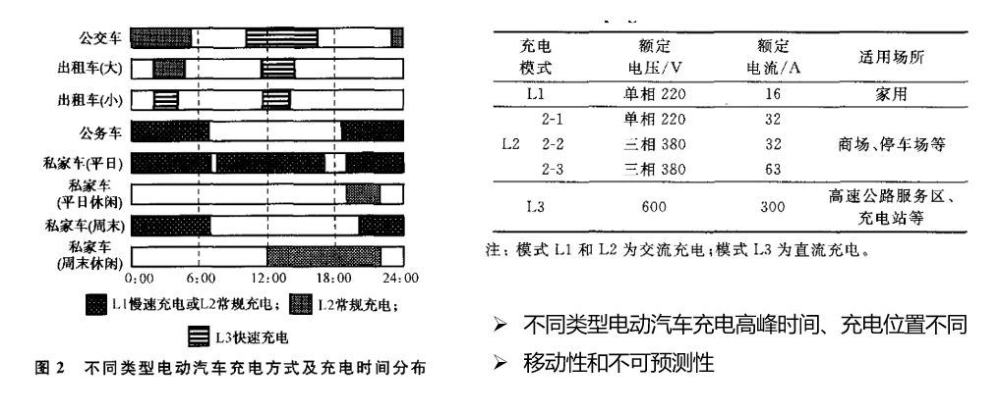 公交车
出租车(大)
出租车(小)
公务车
私家车(平日)
私家车
(平日休闲)
私家车(周末)
私家车
(周末休闲)
0:00 6:00 12:00 18:00 24:00
L1慢速充电或L2常规充电; L2常规充电;
L3快速充电
图 2 不同类型电动汽车充电方式及充电时间分布
充电 额定 额定 适用场所
模式 电压/V 电流/A
L1 单相 220 16 家用
2-1 单相 220 32
L2 2-2 三相 380 32 商场、停车场等
2-3 三相 380 63
L3 600 300 高速公路服务区、
充电站等
注: 模式 L1 和 L2 为交流充电;模式 L3 为直流充电。
➢ 不同类型电动汽车充电高峰时间、充电位置不同
➢ 移动性和不可预测性